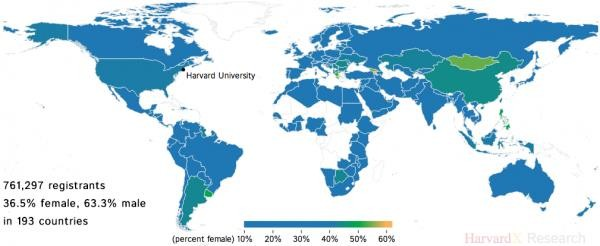 Harvard University
761,297 registrants
36.5% female, 63.3% male
in 193 countries
(percent female) 10% 20% 30% 40% 50% 60%
HarvardX Research